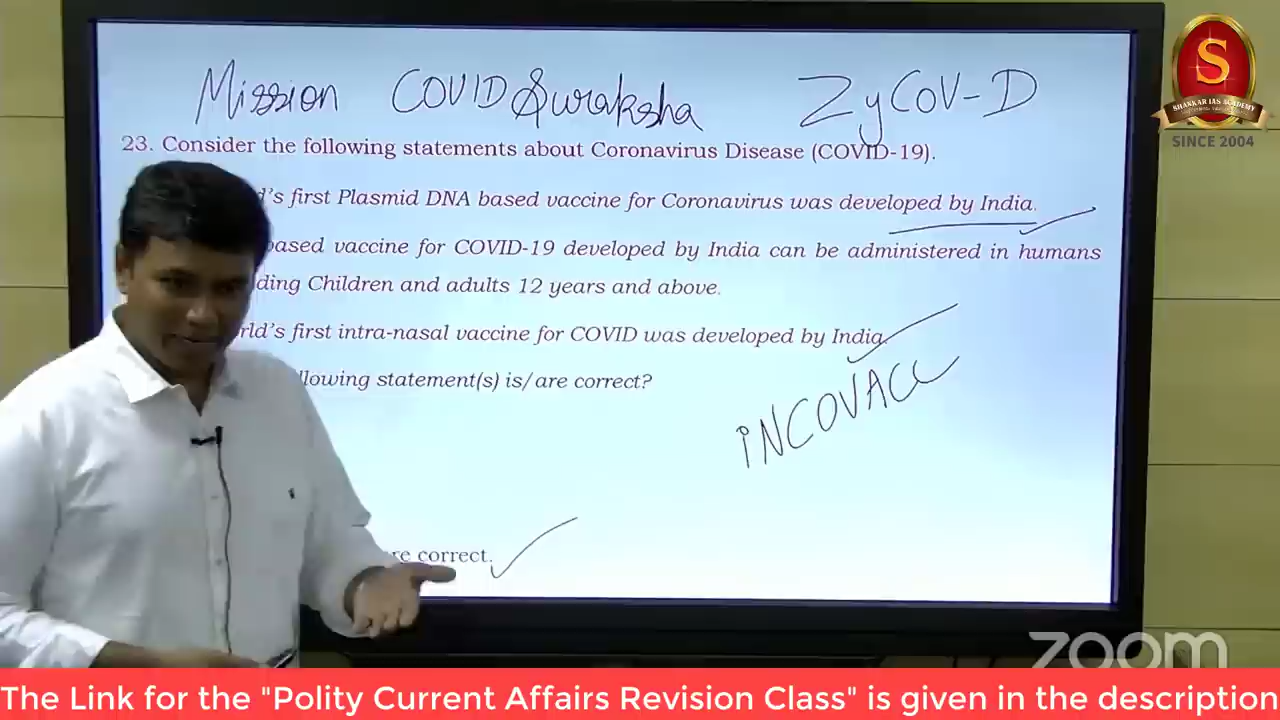 Mission COVID Suraksha ZyCoV-D
SHANKAR IAS ACADEMY
SINCE 2004
23. Consider the following statements about Coronavirus Disease (COVID-19).
first Plasmid DNA based vaccine for Coronavirus was developed by India.
based vaccine for COVID-19 developed by India can be administered in humans
Children and adults 12 years and above.
first intra-nasal vaccine for COVID was developed by India.
statement(s) is/are correct?
iNCOVACC
correct.
zoom
The Link for the "Polity Current Affairs Revision Class" is given in the description